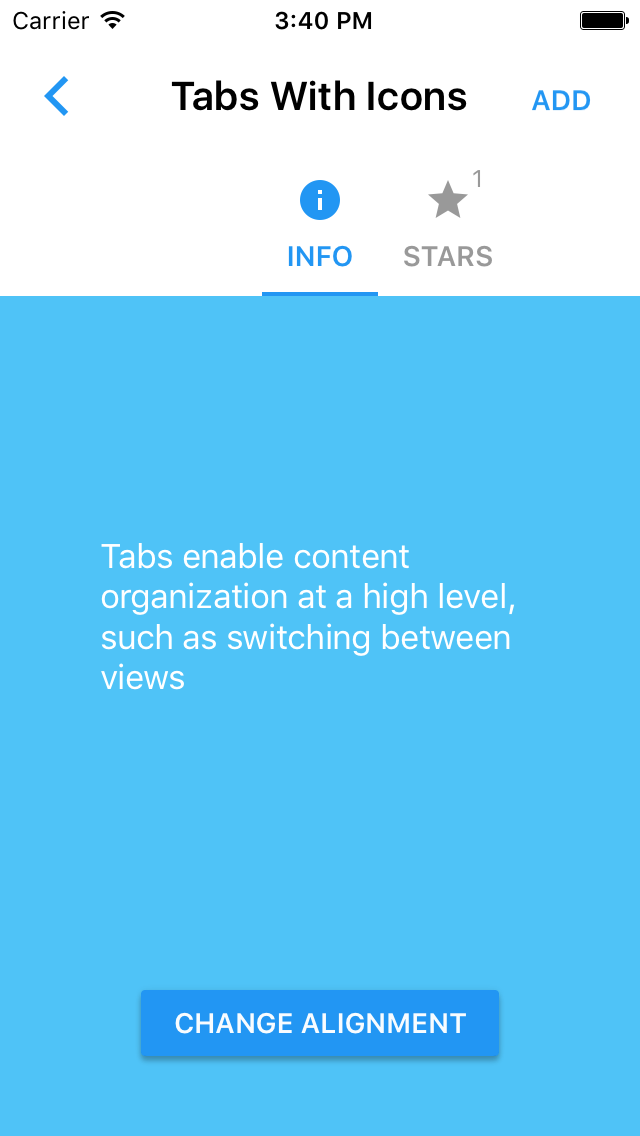 Carrier 3:40 PM
Tabs With Icons ADD
1
INFO STARS
Tabs enable content
organization at a high level,
such as switching between
views
CHANGE ALIGNMENT